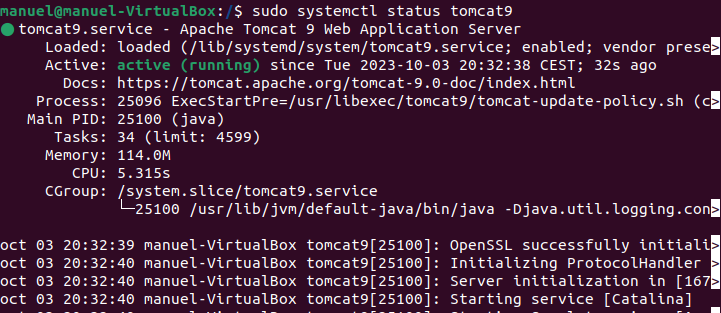 manuel@manuel-VirtualBox:/$ sudo systemctl status tomcat9
● tomcat9.service - Apache Tomcat 9 Web Application Server
Loaded: loaded (/lib/systemd/system/tomcat9.service; enabled; vendor prese>
Active: active (running) since Tue 2023-10-03 20:32:38 CEST; 32s ago
Docs: https://tomcat.apache.org/tomcat-9.0-doc/index.html
Process: 25096 ExecStartPre=/usr/libexec/tomcat9/tomcat-update-policy.sh (c>
Main PID: 25100 (java)
Tasks: 34 (limit: 4599)
Memory: 114.0M
CPU: 5.315s
CGroup: /system.slice/tomcat9.service
└─25100 /usr/lib/jvm/default-java/bin/java -Djava.util.logging.con>
oct 03 20:32:39 manuel-VirtualBox tomcat9[25100]: OpenSSL successfully initiali>
oct 03 20:32:40 manuel-VirtualBox tomcat9[25100]: Initializing ProtocolHandler >
oct 03 20:32:40 manuel-VirtualBox tomcat9[25100]: Server initialization in [167>
oct 03 20:32:40 manuel-VirtualBox tomcat9[25100]: Starting service [Catalina]